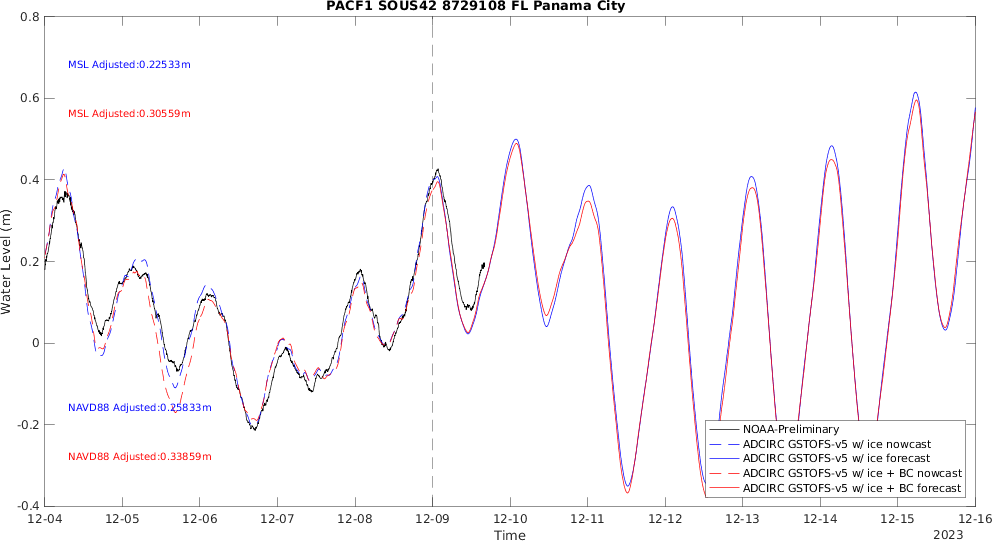 PACF1 SOUS42 8729108 FL Panama City
0.8
0.6
0.4
0.2
0
-0.2
-0.4
Water Level (m)
MSL Adjusted:0.22533m
MSL Adjusted:0.30559m
NAVD88 Adjusted:0.25833m
NAVD88 Adjusted:0.33859m
NOAA-Preliminary
ADCIRC GSTOFS-v5 w/ ice nowcast
ADCIRC GSTOFS-v5 w/ ice forecast
ADCIRC GSTOFS-v5 w/ ice + BC nowcast
ADCIRC GSTOFS-v5 w/ ice + BC forecast
12-04 12-05 12-06 12-07 12-08 12-09 12-10 12-11 12-12 12-13 12-14 12-15 12-16
Time
2023